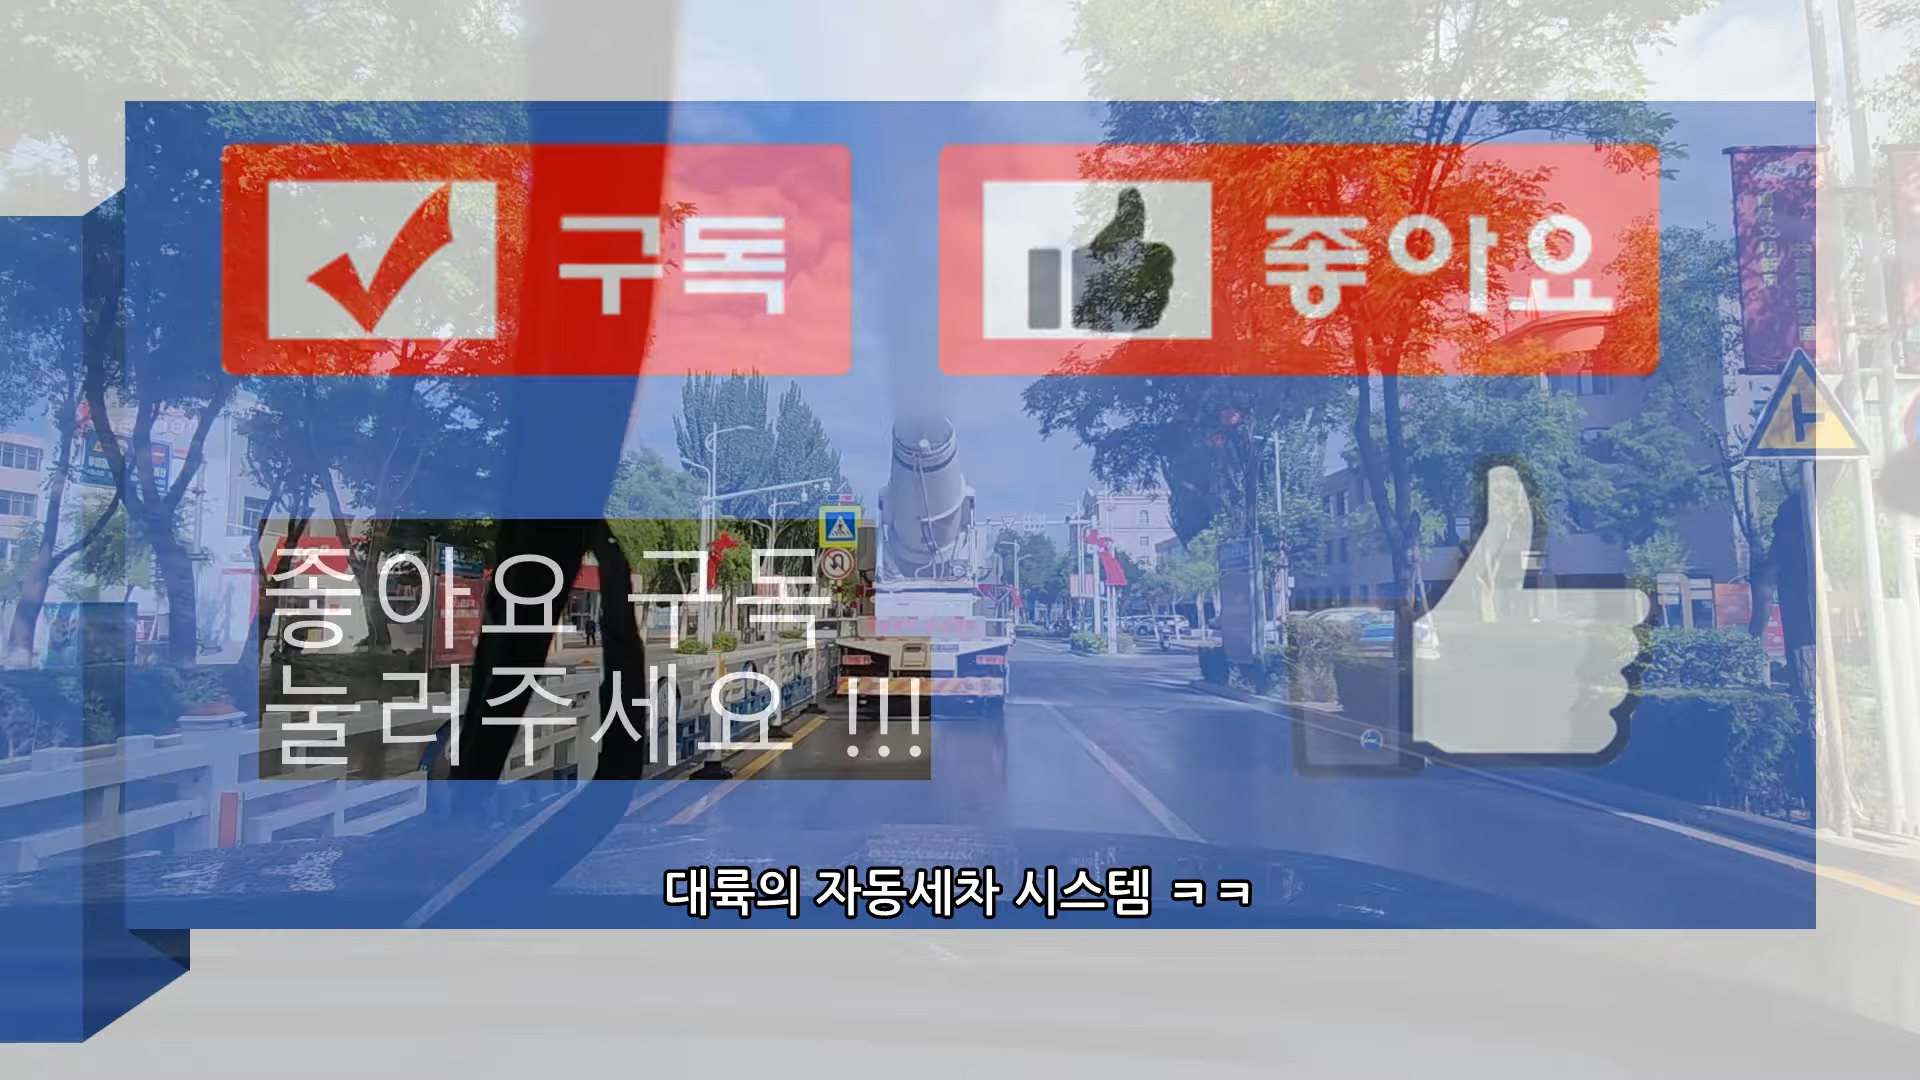 구독
좋아요
좋아요 구독
눌러주세요 !!!
대륙의 자동세차 시스템 ㅋㅋ